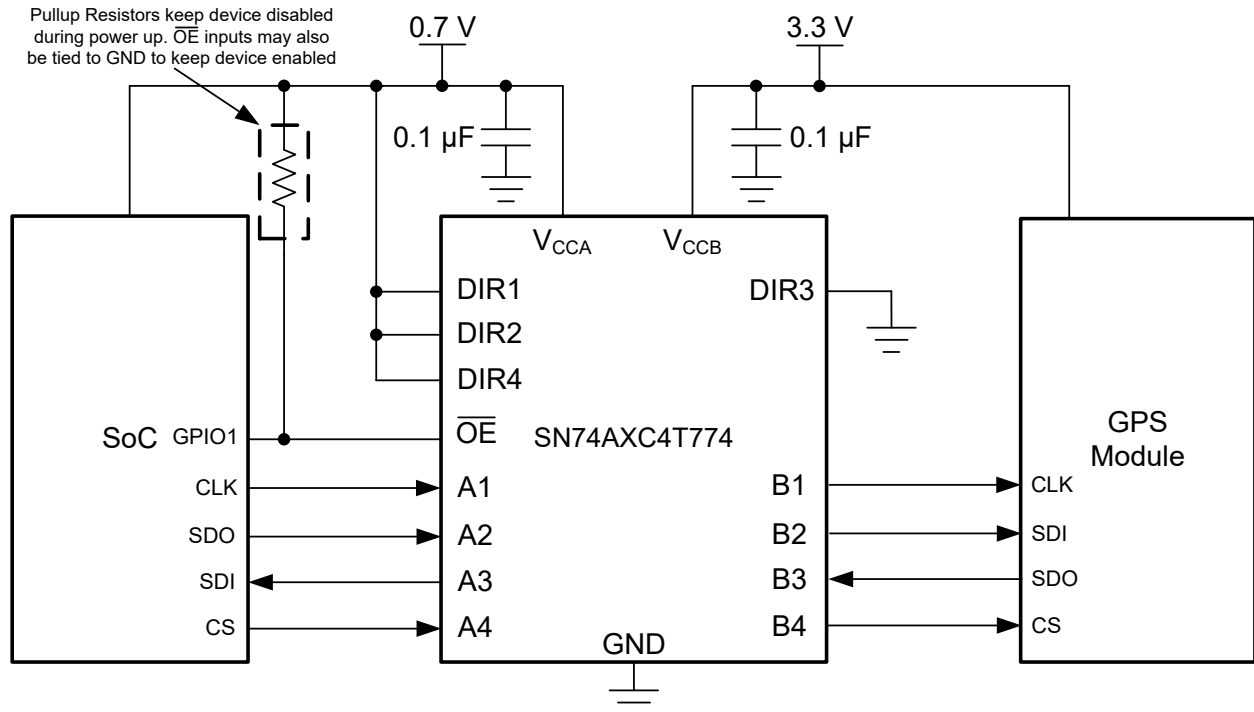 Pullup Resistors keep device disabled
during power up. O̅E̅ inputs may also
be tied to GND to keep device enabled
0.7 V
3.3 V
0.1 µF
0.1 µF
VCCA
VCCB
DIR1
DIR2
DIR4
DIR3
SoC
GPIO1
O̅E̅
SN74AXC4T774
GPS
Module
CLK
A1
B1
CLK
SDO
A2
B2
SDI
SDI
A3
B3
SDO
CS
A4
B4
CS
GND